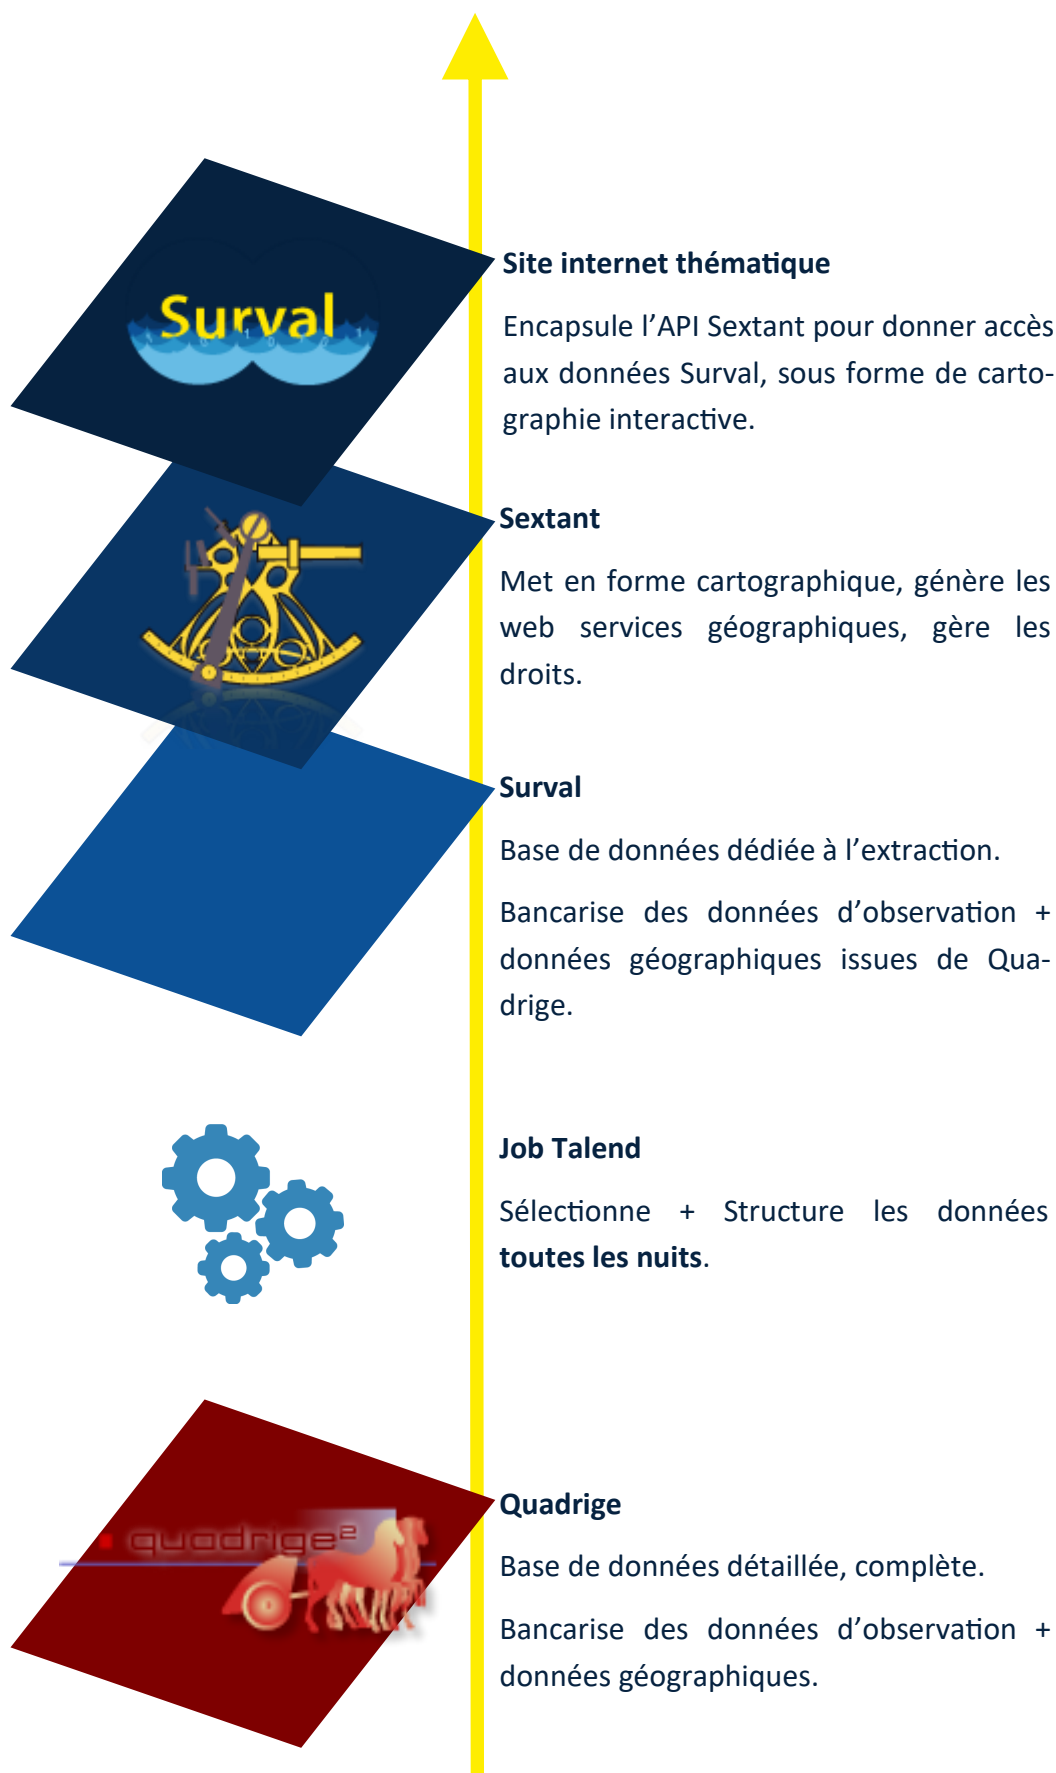 Site internet thématique
Surval
Encapsule l'API Sextant pour donner accès
aux données Surval, sous forme de carto-
graphie interactive.
Sextant
Met en forme cartographique, génère les
web services géographiques, gère les
droits.
Surval
Base de données dédiée à l'extraction.
Bancarise des données d'observation +
données géographiques issues de Qua-
drige.
Job Talend
Sélectionne + Structure les données
toutes les nuits.
Quadrige
quadrige²
Base de données détaillée, complète.
Bancarise des données d'observation +
données géographiques.